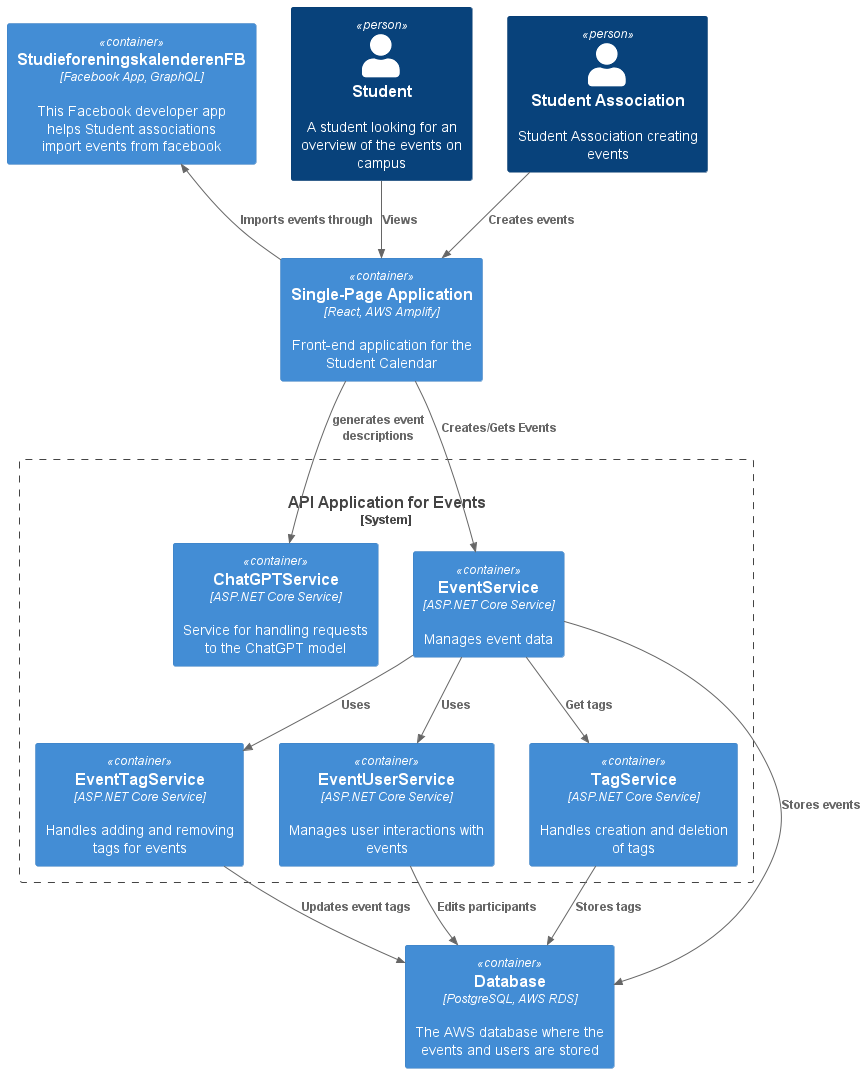 «container»
StudieforeningskalenderenFB
[Facebook App, GraphQL]
This Facebook developer app
helps Student associations
import events from facebook
«person»
Student
A student looking for an
overview of the events on
campus
«person»
Student Association
Student Association creating
events
Imports events through
Views
Creates events
«container»
Single-Page Application
[React, AWS Amplify]
Front-end application for the
Student Calendar
generates event
descriptions
Creates/Gets Events
API Application for Events
[System]
«container»
ChatGPTService
[ASP.NET Core Service]
Service for handling requests
to the ChatGPT model
«container»
EventService
[ASP.NET Core Service]
Manages event data
Uses
Uses
Get tags
«container»
EventTagService
[ASP.NET Core Service]
Handles adding and removing
tags for events
«container»
EventUserService
[ASP.NET Core Service]
Manages user interactions with
events
«container»
TagService
[ASP.NET Core Service]
Handles creation and deletion
of tags
Stores events
Updates event tags
Edits participants
Stores tags
«container»
Database
[PostgreSQL, AWS RDS]
The AWS database where the
events and users are stored